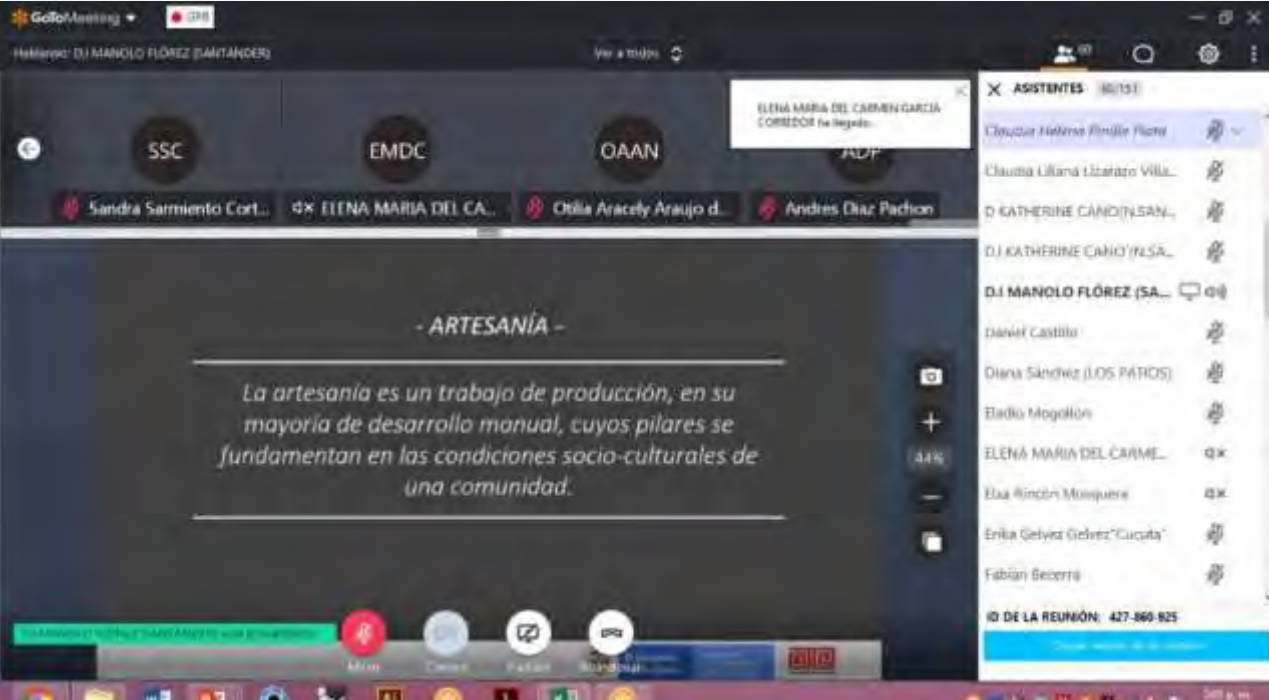 GoToMeeting
Hablando: D.I MANOLO FLÓREZ (SANTANDER)
Ver a todos
ELENA MARIA DEL CARMEN GARCIA
CORREDOR ha llegado.
SSC
EMDC
OAAN
ADP
Sandra Sarmiento Cort...
ELENA MARIA DEL CA...
Otilia Aracely Araujo d...
Andres Diaz Pachon
- ARTESANÍA -
La artesanía es un trabajo de producción, en su
mayoría de desarrollo manual, cuyos pilares se
fundamentan en las condiciones socio-culturales de
una comunidad.
44%
ASISTENTES
Claudia Liliana Lizarazo Villa...
D KATHERINE CANO(N.SAN...
D.I KATHERINE CANO (N.SA...
D.I MANOLO FLÓREZ (SA...
Daniel Castillo
Diana Sánchez (LOS PATIOS)
Eladio Mogollon
ELENA MARIA DEL CARME...
Elsa Rincón Mosquera
Erika Gelvez Gelvez"Cucuta"
Fabian Becerra
ID DE LA REUNIÓN: 427-860-925